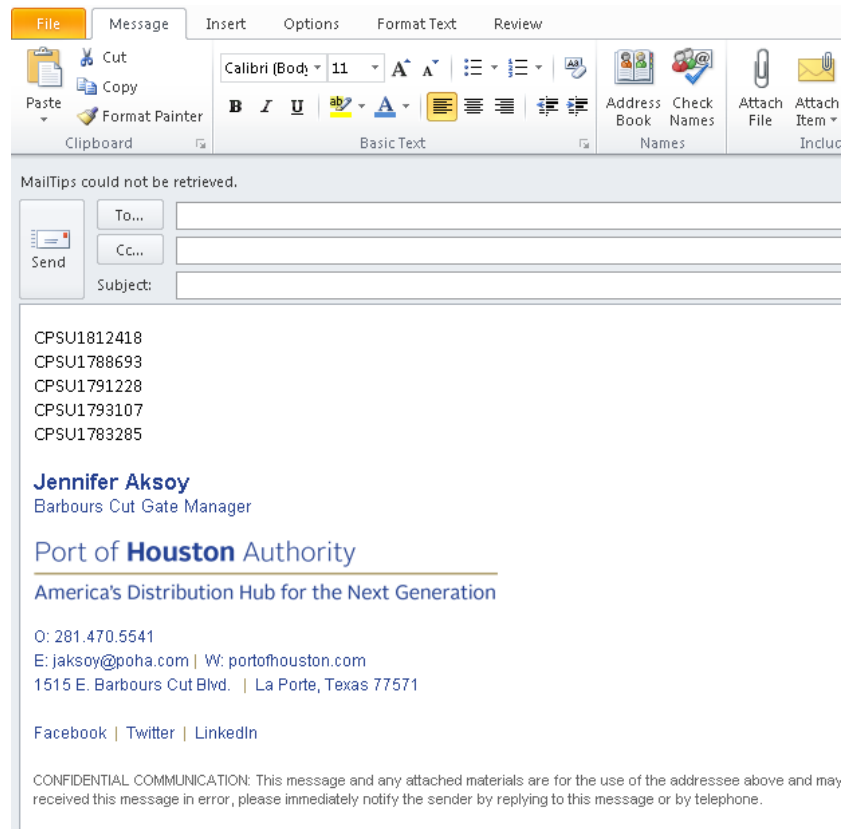 File Message Insert Options Format Text Review
Cut
Copy
Paste
Format Painter
Clipboard
Calibri (Body 11
B I U
Basic Text
Address Book
Check Names
Names
Attach File
Attach Item
Includ
MailTips could not be retrieved.
To...
Send
Cc...
Subject:
CPSU1812418
CPSU1788693
CPSU1791228
CPSU1793107
CPSU1783285
Jennifer Aksoy
Barbours Cut Gate Manager
Port of Houston Authority
America's Distribution Hub for the Next Generation
O: 281.470.5541
E: jaksoy@poha.com | W: portofhouston.com
1515 E. Barbours Cut Blvd. | La Porte, Texas 77571
Facebook | Twitter | LinkedIn
CONFIDENTIAL COMMUNICATION: This message and any attached materials are for the use of the addressee above and may
received this message in error, please immediately notify the sender by replying to this message or by telephone.